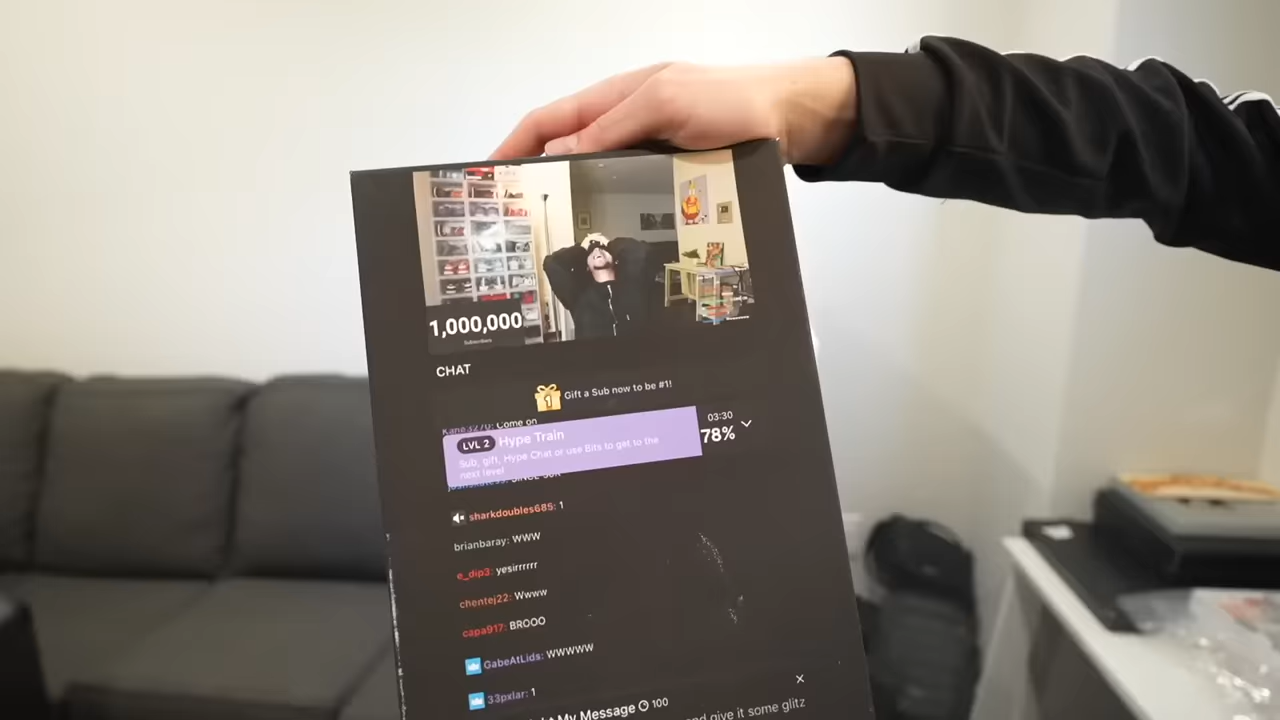 1,000,000
Subscribers
CHAT
1
Gift a Sub now to be #1!
Kane3270: Come on
LVL 2 Hype Train
03:30
78%
Sub, gift, Hype Chat or use Bits to get to the
next level
sharkdoubles685: 1
brianbaray: WWW
e_dip3: yesirrrrrr
chentej22: Wwww
capa917: BROOO
GabeAtLids: WWWWW
33pxlar: 1
My Message 100
and give it some glitz